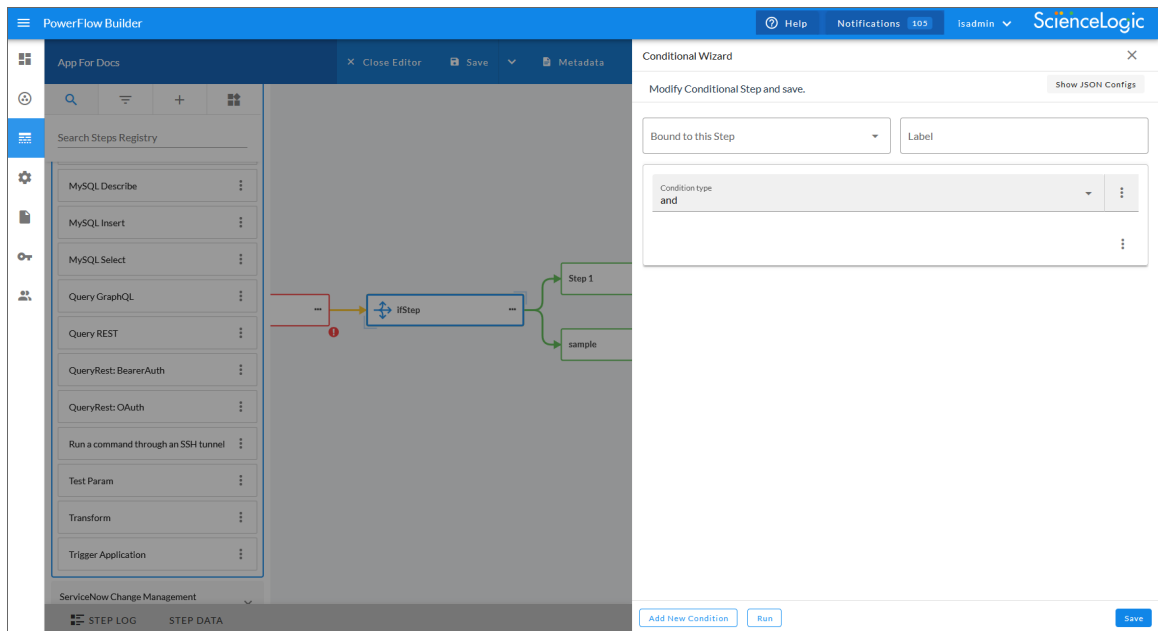 PowerFlow Builder
Help
Notifications 105
isadmin
ScienceLogic
App For Docs
Close Editor
Save
Metadata
Search Steps Registry
MySQL Describe
MySQL Insert
MySQL Select
Query GraphQL
Query REST
QueryRest: BearerAuth
QueryRest: OAuth
Run a command through an SSH tunnel
Test Param
Transform
Trigger Application
ServiceNow Change Management
STEP LOG
STEP DATA
ifStep
Step 1
sample
Conditional Wizard
Modify Conditional Step and save.
Show JSON Configs
Bound to this Step
Label
Condition type
and
Add New Condition
Run
Save